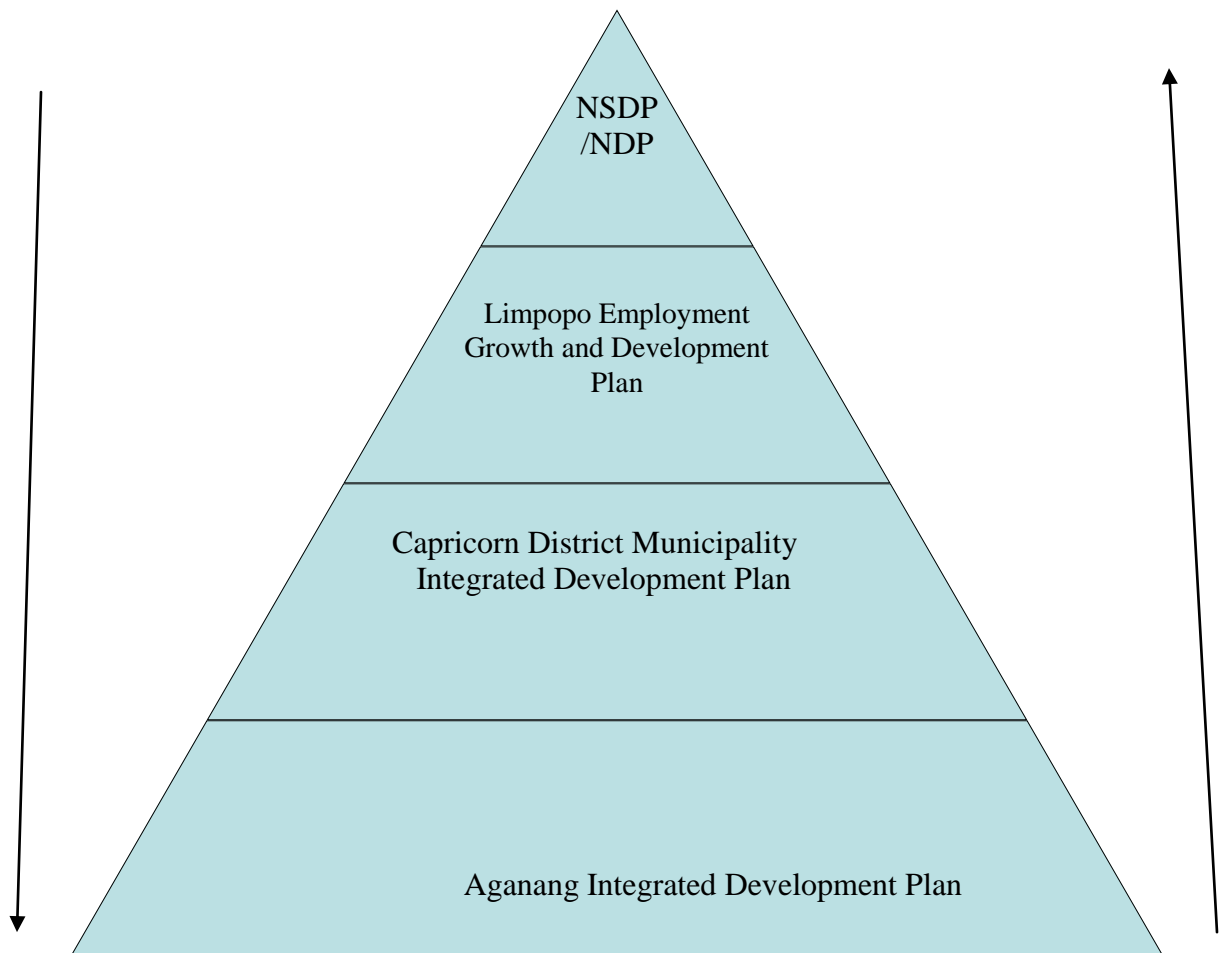 NSDP
/NDP
Limpopo Employment
Growth and Development
Plan
Capricorn District Municipality
Integrated Development Plan
Aganang Integrated Development Plan